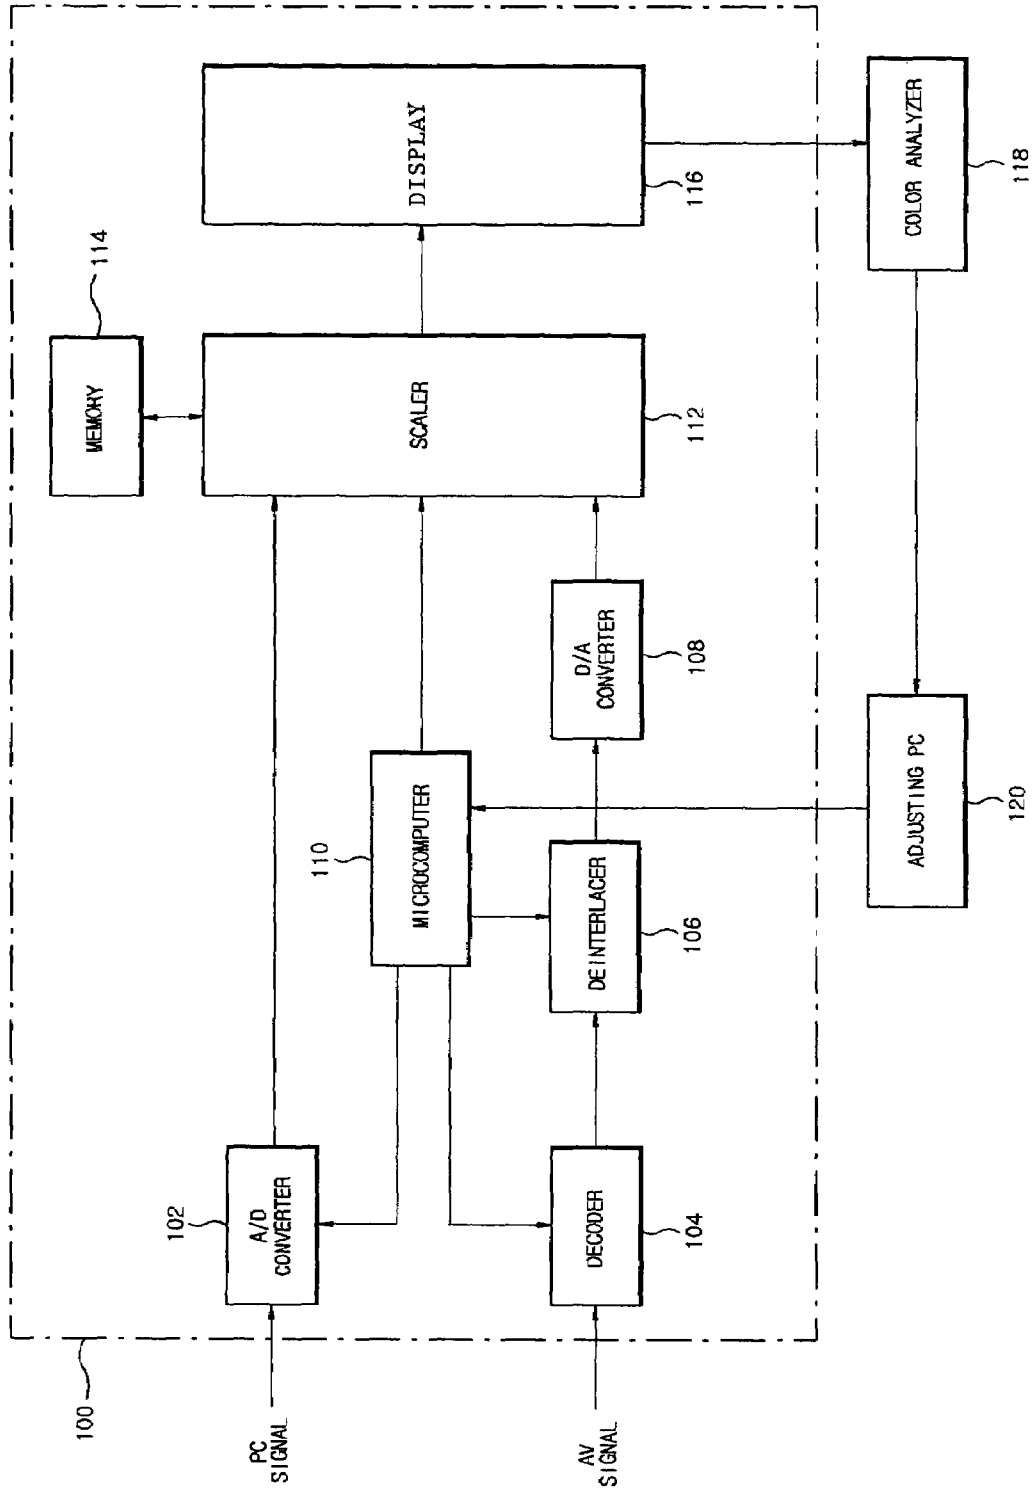 100
PC
SIGNAL
AV
SIGNAL
102
A/D
CONVERTER
DECODER
104
110
MICROCOMPUTER
DEINTERLACER
106
D/A
CONVERTER
108
114
MEMORY
SCALER
112
DISPLAY
116
ADJUSTING PC
120
COLOR ANALYZER
118